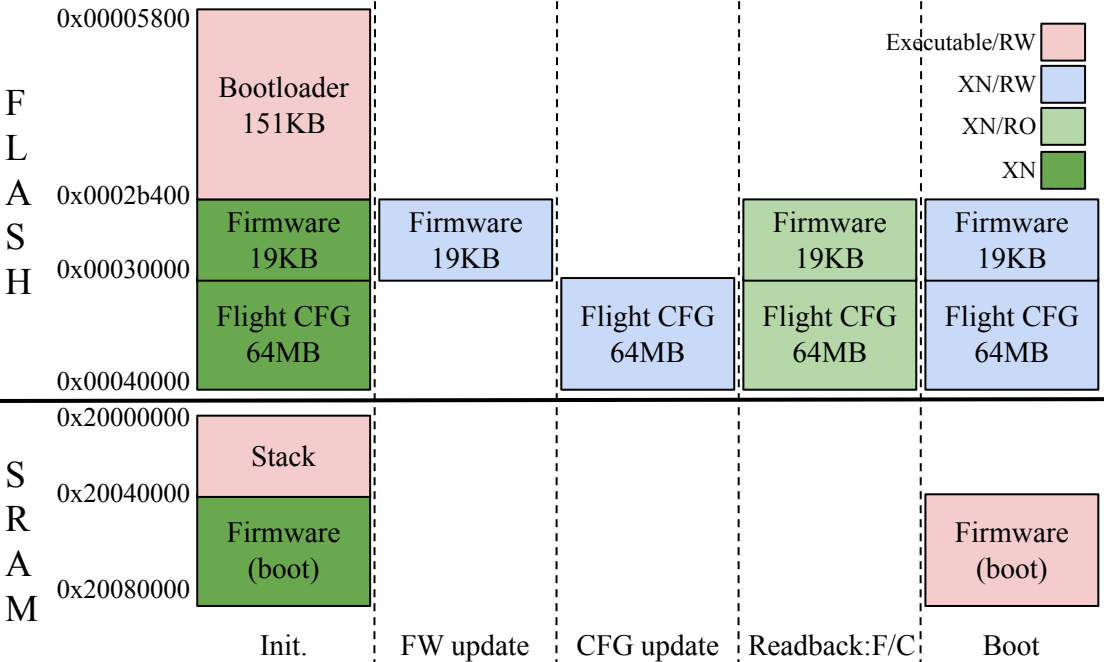 0x00005800
Executable/RW
XN/RW
XN/RO
XN
FLASH
Bootloader
151KB
0x0002b400
Firmware
19KB
Firmware
19KB
Firmware
19KB
Firmware
19KB
0x00030000
Flight CFG
64MB
Flight CFG
64MB
Flight CFG
64MB
Flight CFG
64MB
0x00040000
SRAM
0x20000000
Stack
0x20040000
Firmware
(boot)
Firmware
(boot)
0x20080000
Init.
FW update
CFG update
Readback:F/C
Boot